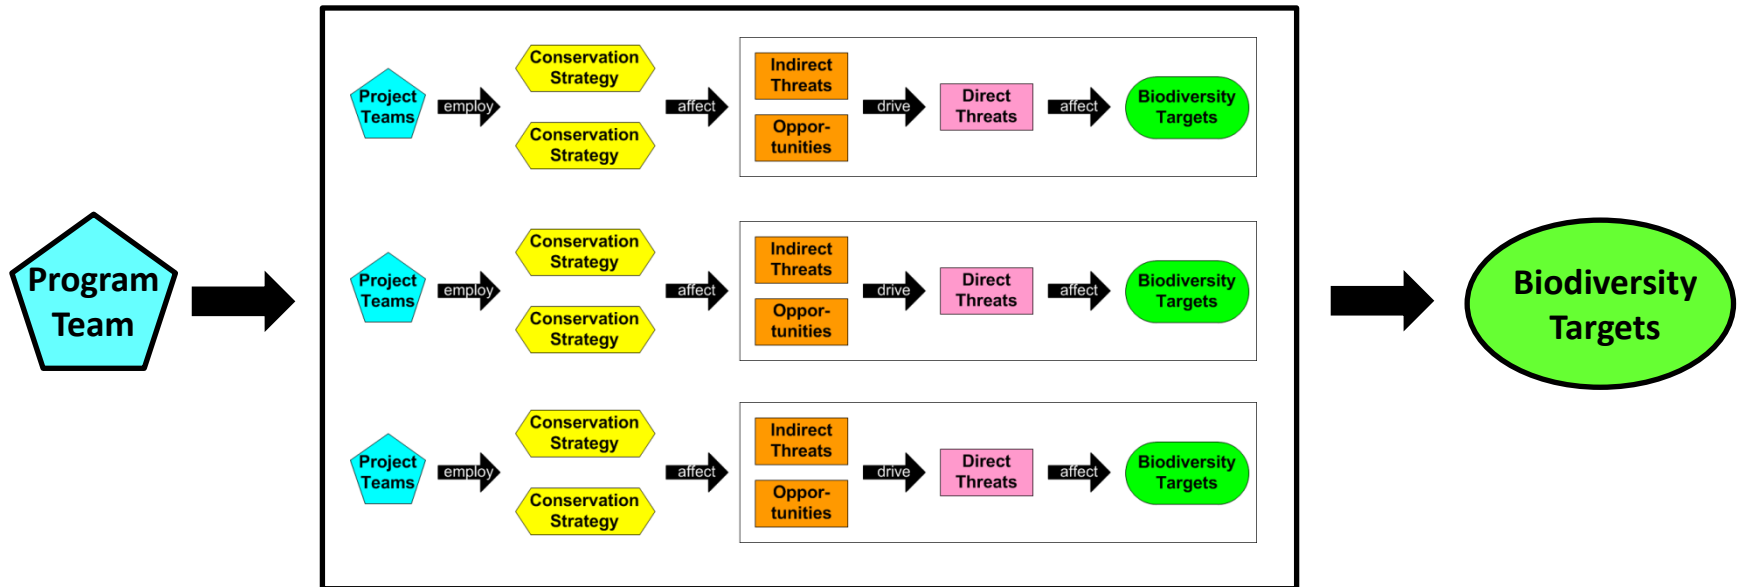 Program
Team
Project
Teams
employ
Conservation
Strategy
Conservation
Strategy
affect
Indirect
Threats
Oppor-
tunities
drive
Direct
Threats
affect
Biodiversity
Targets
Project
Teams
employ
Conservation
Strategy
Conservation
Strategy
affect
Indirect
Threats
Oppor-
tunities
drive
Direct
Threats
affect
Biodiversity
Targets
Project
Teams
employ
Conservation
Strategy
Conservation
Strategy
affect
Indirect
Threats
Oppor-
tunities
drive
Direct
Threats
affect
Biodiversity
Targets
Biodiversity
Targets